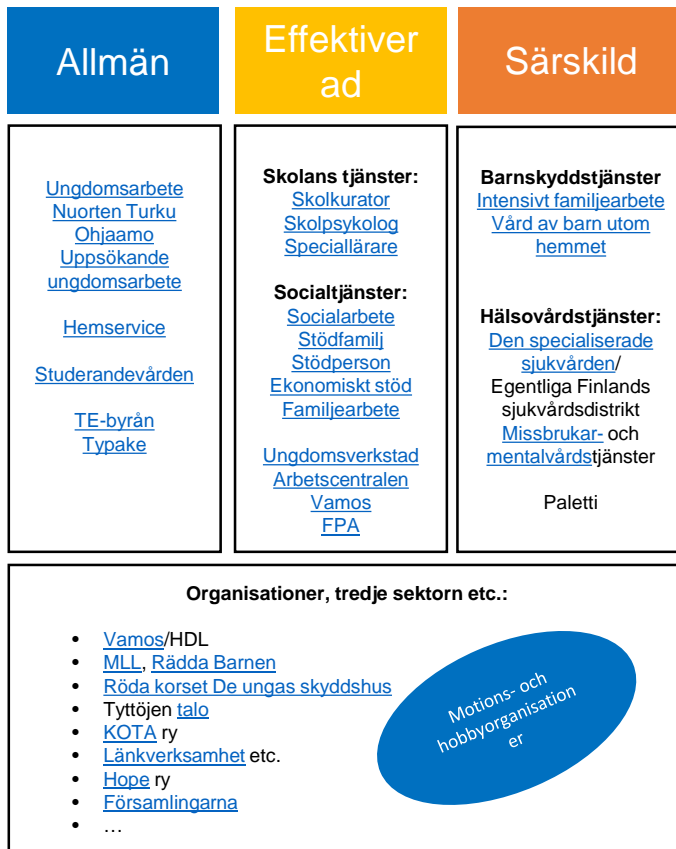 Allmän
Effektiver
ad
Särskild
Ungdomsarbete
Nuorten Turku
Ohjaamo
Uppsökande
ungdomsarbete
Hemservice
Studerandevården
TE-byrån
Typake
Skolans tjänster:
Skolkurator
Skolpsykolog
Speciallärare
Socialtjänster:
Socialarbete
Stödfamilj
Stödperson
Ekonomiskt stöd
Familjearbete
Ungdomsverkstad
Arbetscentralen
Vamos
FPA
Barnskyddstjänster
Intensivt familjearbete
Vård av barn utom
hemmet
Hälsovårdstjänster:
Den specialiserade
sjukvården/
Egentliga Finlands
sjukvårdsdistrikt
Missbrukar- och
mentalvårdstjänster
Paletti
Organisationer, tredje sektorn etc.:
• Vamos/HDL
• MLL, Rädda Barnen
• Röda korset De ungas skyddshus
• Tyttöjen talo
• KOTA ry
• Länkverksamhet etc.
• Hope ry
• Församlingarna
• …
Motions- och
hobbyorganisation
er